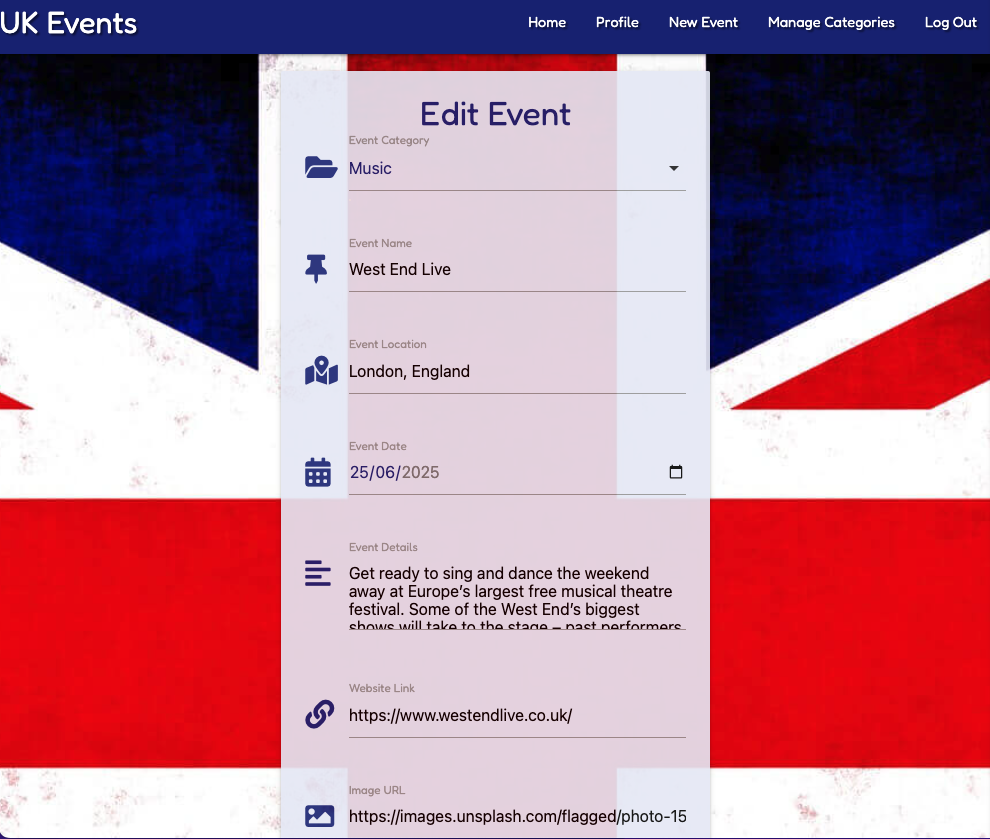 UK Events
Home Profile New Event Manage Categories Log Out
Edit Event
Event Category
Music
Event Name
West End Live
Event Location
London, England
Event Date
25/06/2025
Event Details
Get ready to sing and dance the weekend
away at Europe’s largest free musical theatre
festival. Some of the West End’s biggest
shows will take to the stage – past performers
Website Link
https://www.westendlive.co.uk/
Image URL
https://images.unsplash.com/flagged/photo-15